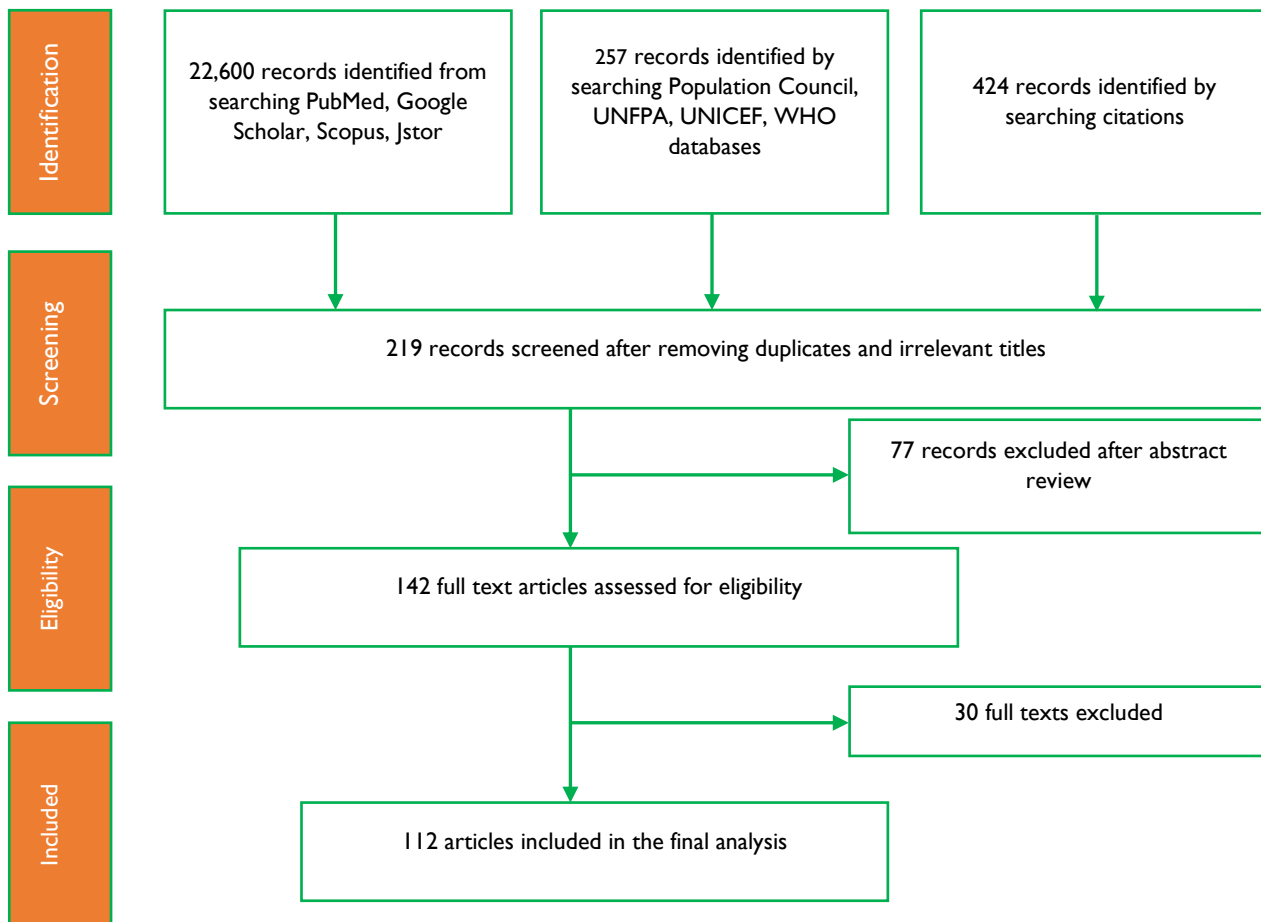 Identification
22,600 records identified from
searching PubMed, Google
Scholar, Scopus, Jstor
257 records identified by
searching Population Council,
UNFPA, UNICEF, WHO
databases
424 records identified by
searching citations
Screening
219 records screened after removing duplicates and irrelevant titles
77 records excluded after abstract
review
Eligibility
142 full text articles assessed for eligibility
30 full texts excluded
Included
112 articles included in the final analysis